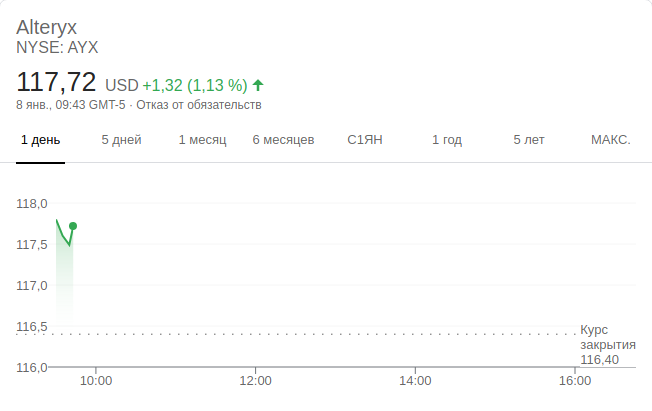 Alteryx
NYSE: AYX
117,72 USD +1,32 (1,13 %)
8 янв., 09:43 GMT-5 · Отказ от обязательств
1 день 5 дней 1 месяц 6 месяцев С1ЯН 1 год 5 лет МАКС.
118,0
117,5
117,0
116,5
Курс
закрытия
116,40
116,0
10:00 12:00 14:00 16:00